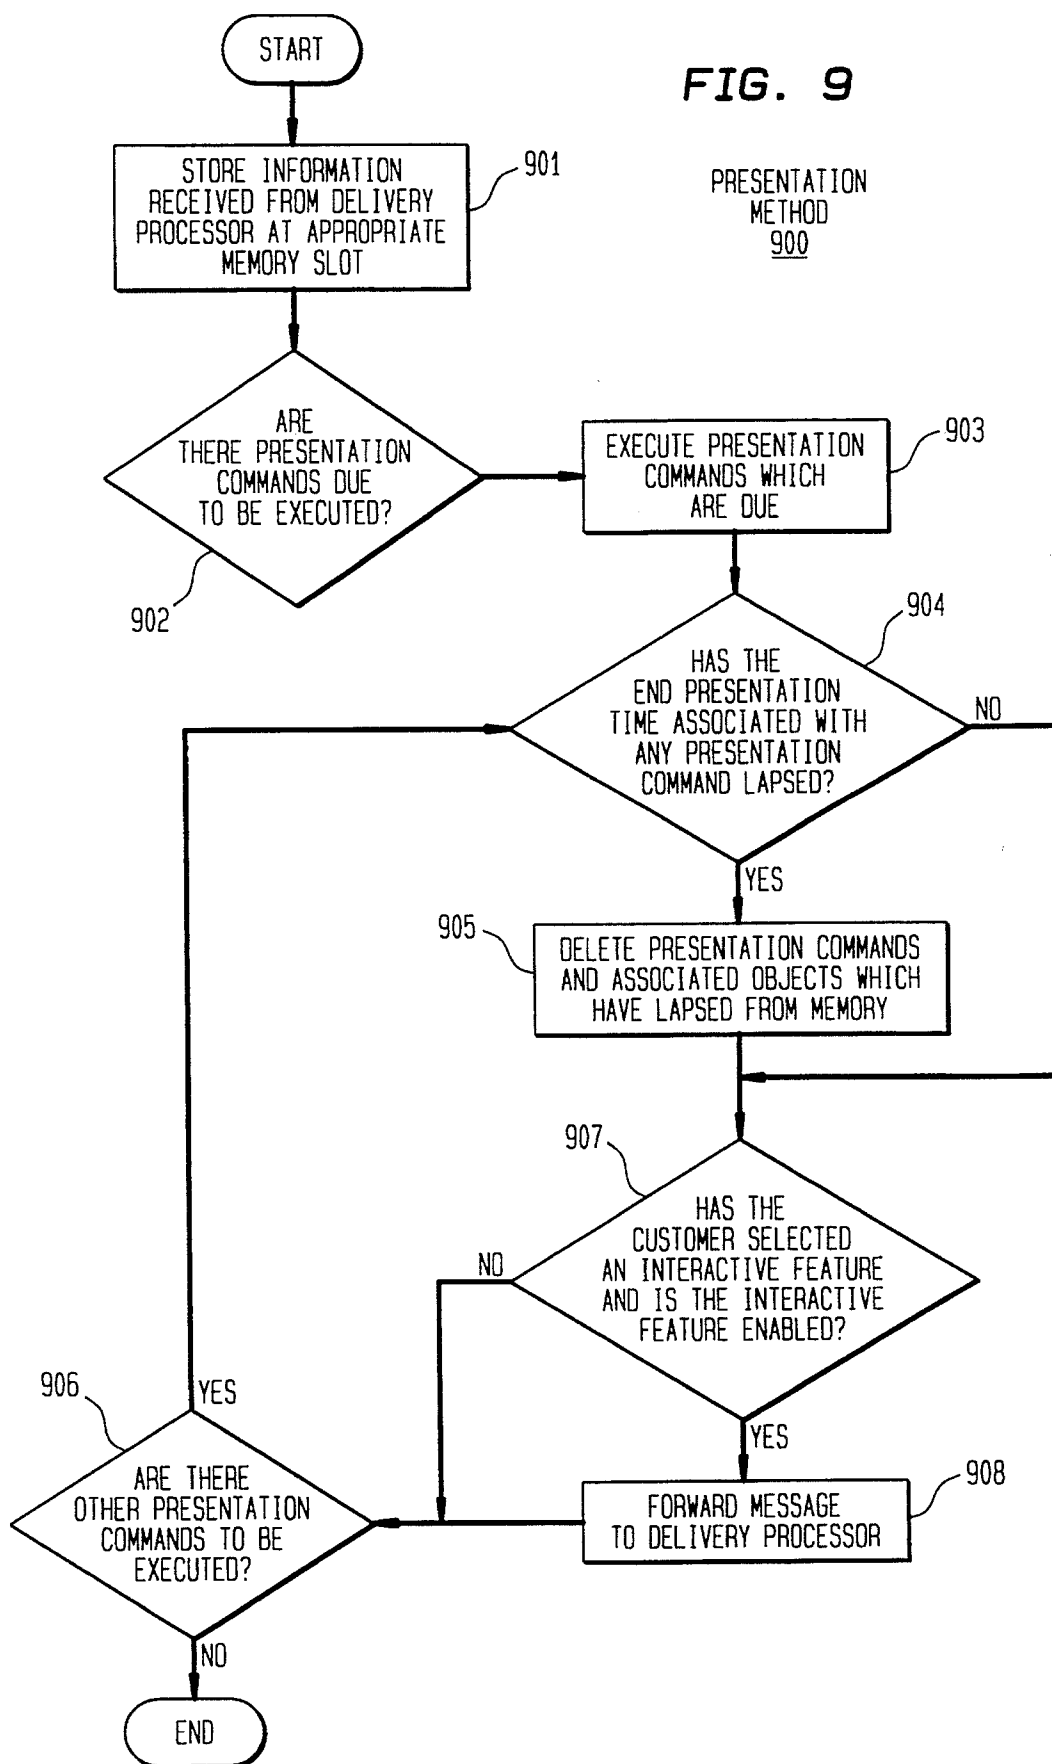 START
FIG. 9
PRESENTATION
METHOD
900
STORE INFORMATION
RECEIVED FROM DELIVERY
PROCESSOR AT APPROPRIATE
MEMORY SLOT
901
ARE
THERE PRESENTATION
COMMANDS DUE
TO BE EXECUTED?
902
EXECUTE PRESENTATION
COMMANDS WHICH
ARE DUE
903
HAS THE
END PRESENTATION
TIME ASSOCIATED WITH
ANY PRESENTATION
COMMAND LAPSED?
904
NO
YES
905
DELETE PRESENTATION COMMANDS
AND ASSOCIATED OBJECTS WHICH
HAVE LAPSED FROM MEMORY
907
HAS THE
CUSTOMER SELECTED
AN INTERACTIVE FEATURE
AND IS THE INTERACTIVE
FEATURE ENABLED?
NO
YES
908
FORWARD MESSAGE
TO DELIVERY PROCESSOR
906
YES
ARE THERE
OTHER PRESENTATION
COMMANDS TO BE
EXECUTED?
NO
END